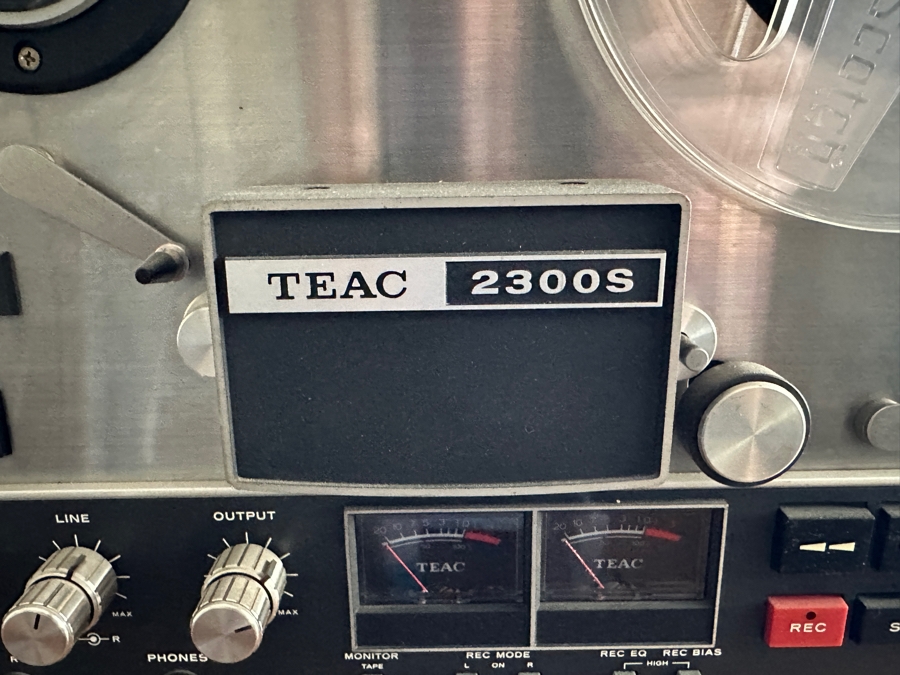 Scotch
TEAC 2300S
LINE
OUTPUT
MAX
MAX
R
TEAC
TEAC
REC
PHONES
MONITOR
TAPE
REC MODE
L ON R
REC EQ REC BIAS
HIGH